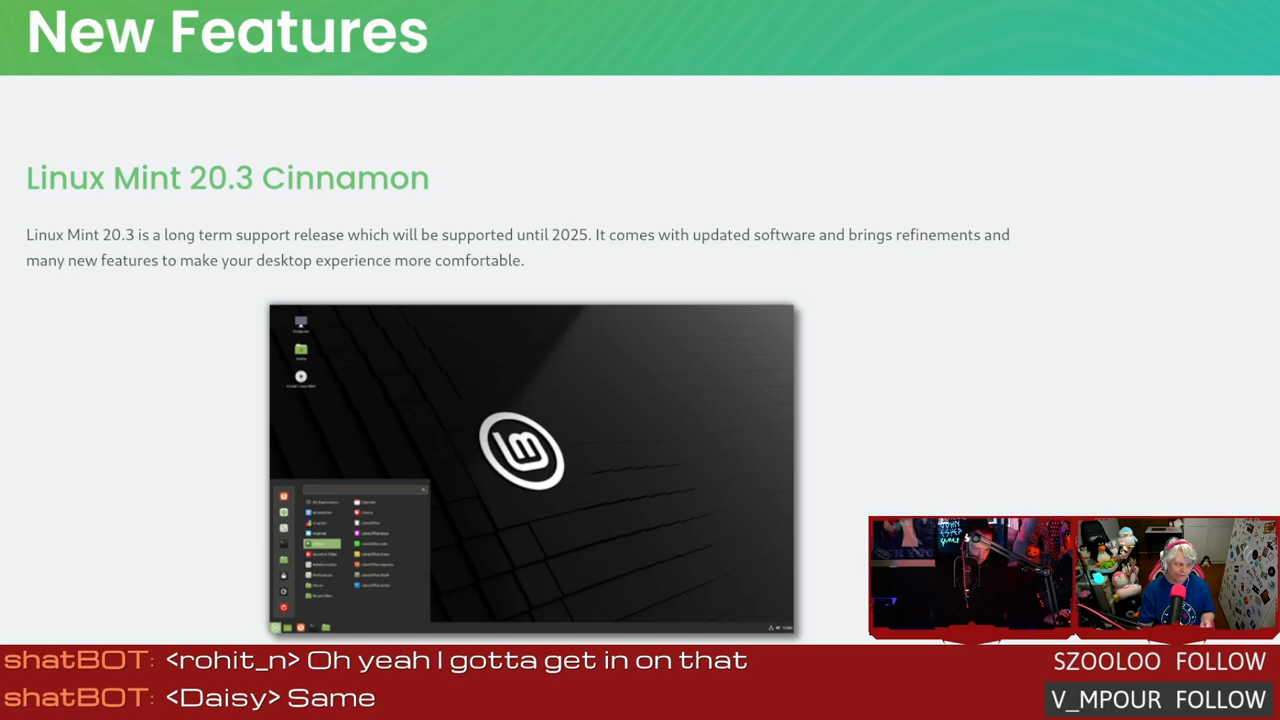 New Features
Linux Mint 20.3 Cinnamon
Linux Mint 20.3 is a long term support release which will be supported until 2025. It comes with updated software and brings refinements and
many new features to make your desktop experience more comfortable.
shatBOT: <rohit_n> Oh yeah I gotta get in on that
shatBOT: <Daisy> Same
SZOOLOO FOLLOW
V_MPOUR FOLLOW